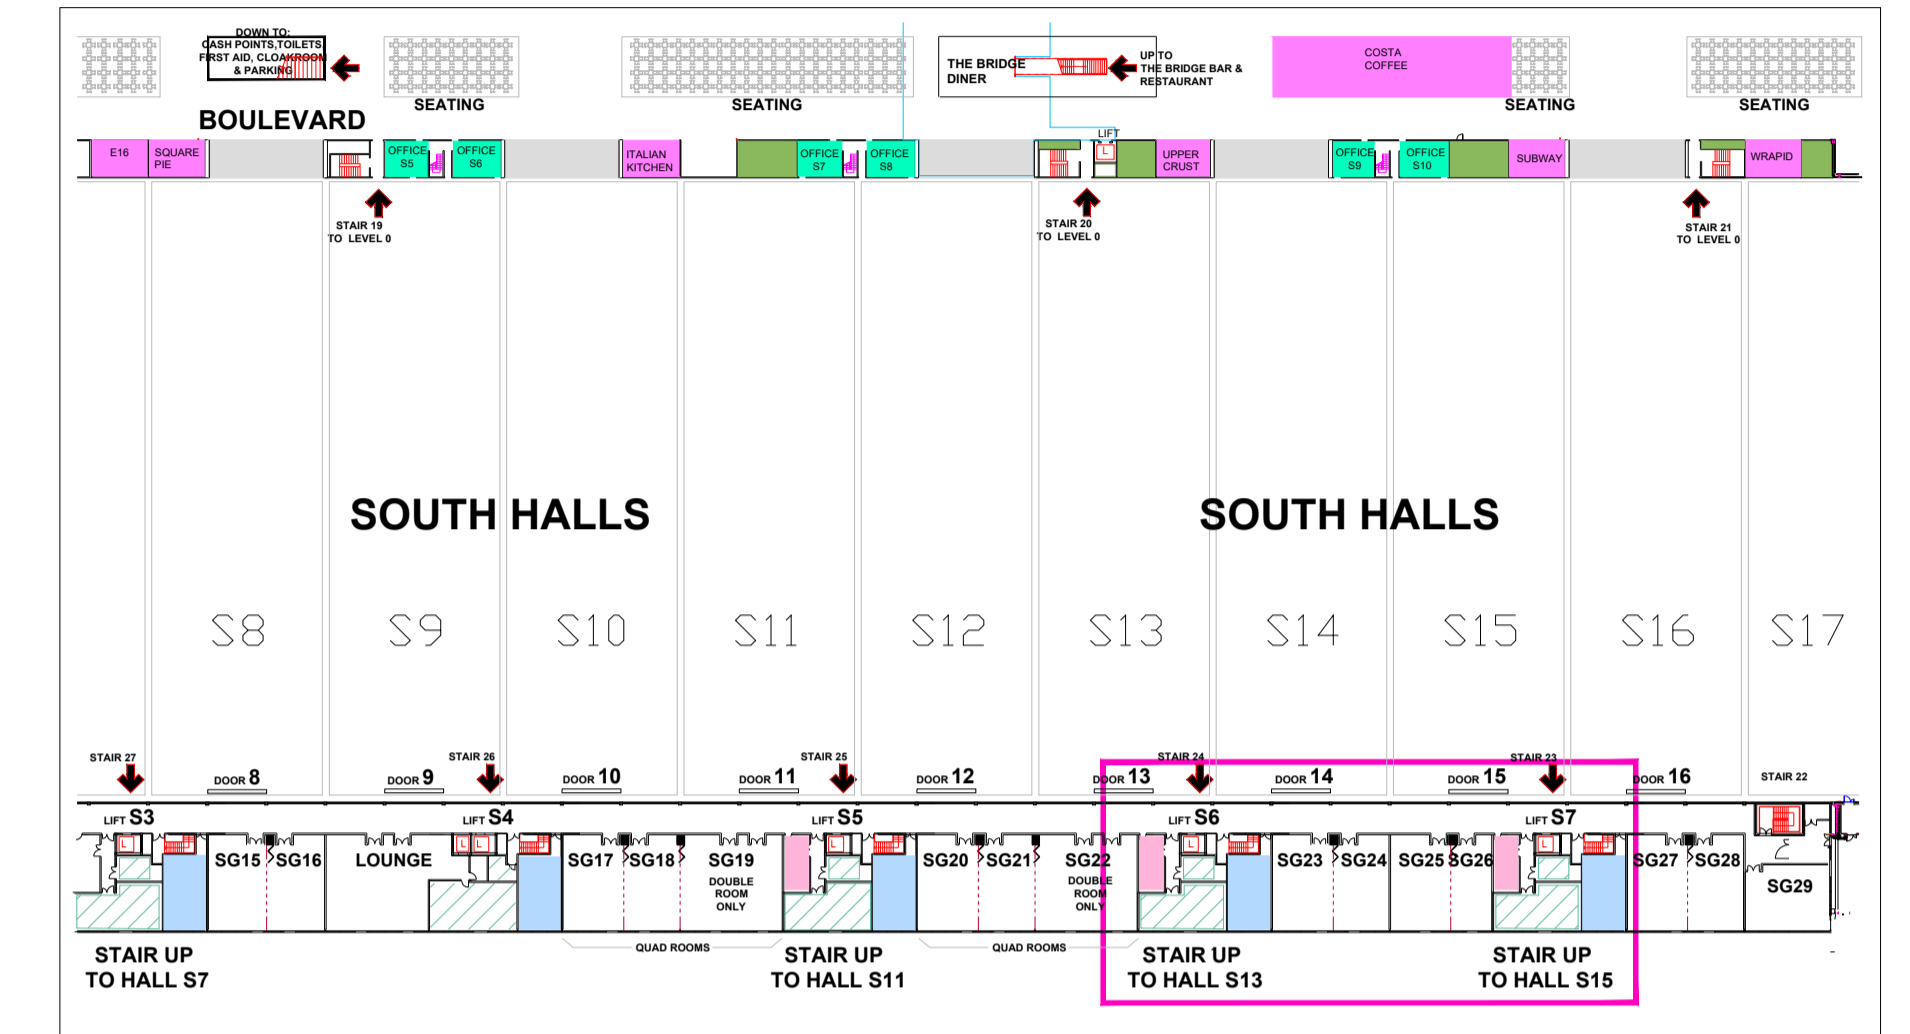 DOWN TO:
CASH POINTS,TOILETS,
FIRST AID, CLOAKROOM
& PARKING
BOULEVARD
SEATING
SEATING
THE BRIDGE
DINER
UP TO
THE BRIDGE BAR &
RESTAURANT
COSTA
COFFEE
SEATING
SEATING
E16
SQUARE
PIE
OFFICE
S5
OFFICE
S6
ITALIAN
KITCHEN
OFFICE
S7
OFFICE
S8
LIFT
L
UPPER
CRUST
OFFICE
S9
OFFICE
S10
SUBWAY
WRAPID
STAIR 19
TO LEVEL 0
STAIR 20
TO LEVEL 0
STAIR 21
TO LEVEL 0
SOUTH HALLS
SOUTH HALLS
S8
S9
S10
S11
S12
S13
S14
S15
S16
S17
STAIR 27
DOOR 8
DOOR 9
STAIR 26
DOOR 10
DOOR 11
STAIR 25
DOOR 12
DOOR 13
STAIR 24
DOOR 14
DOOR 15
STAIR 23
DOOR 16
STAIR 22
LIFT S3
LIFT S4
LIFT S5
LIFT S6
LIFT S7
L
L
L
L
L
L
SG15
SG16
LOUNGE
SG17
SG18
SG19
DOUBLE
ROOM
ONLY
SG20
SG21
SG22
DOUBLE
ROOM
ONLY
SG23
SG24
SG25
SG26
SG27
SG28
SG29
QUAD ROOMS
QUAD ROOMS
STAIR UP
TO HALL S7
STAIR UP
TO HALL S11
STAIR UP
TO HALL S13
STAIR UP
TO HALL S15